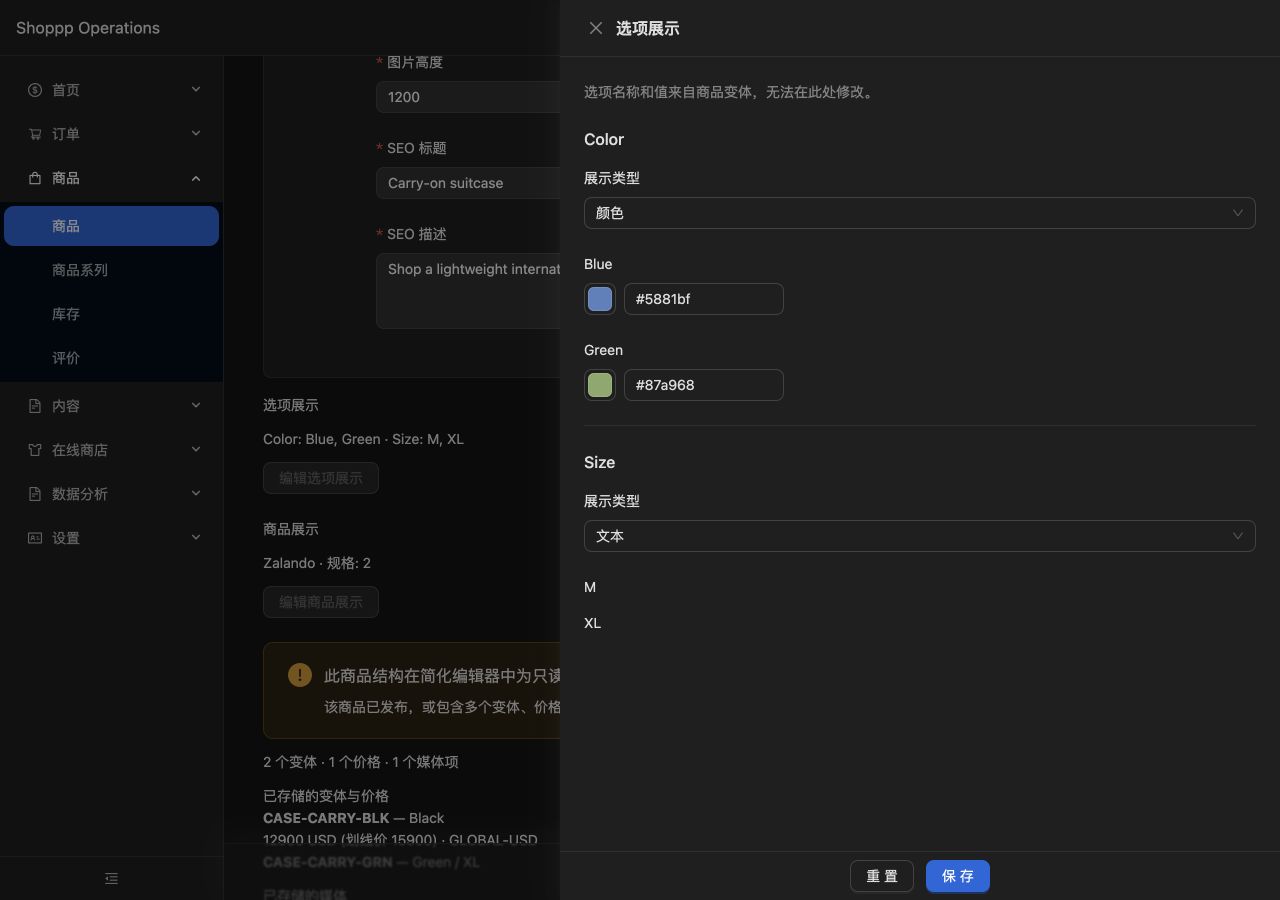 Shoppp Operations
首页
订单
商品
商品
商品系列
库存
评价
内容
在线商店
数据分析
设置
* 图片高度
1200
* SEO 标题
Carry-on suitcase
* SEO 描述
Shop a lightweight internat
选项展示
Color: Blue, Green · Size: M, XL
编辑选项展示
商品展示
Zalando · 规格: 2
编辑商品展示
此商品结构在简化编辑器中为只读
该商品已发布，或包含多个变体、价格
2 个变体 · 1 个价格 · 1 个媒体项
已存储的变体与价格
CASE-CARRY-BLK — Black
12900 USD (划线价 15900) · GLOBAL-USD
CASE-CARRY-GRN — Green / XL
已存储的媒体
选项展示
选项名称和值来自商品变体，无法在此处修改。
Color
展示类型
颜色
Blue
#5881bf
Green
#87a968
Size
展示类型
文本
M
XL
重 置
保 存